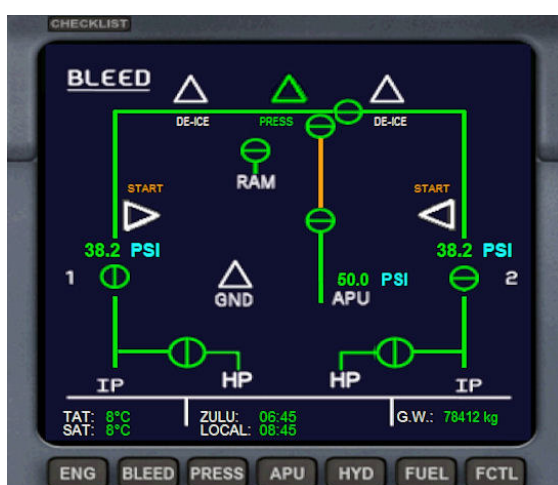 CHECKLIST
BLEED
DE-ICE PRESS DE-ICE
RAM
START START
38.2 PSI 38.2 PSI
1 50.0 PSI 2
GND APU
HP HP
IP IP
TAT: 8°C ZULU: 06:45 G.W.: 78412 kg
SAT: 8°C LOCAL: 08:45
ENG BLEED PRESS APU HYD FUEL FCTL